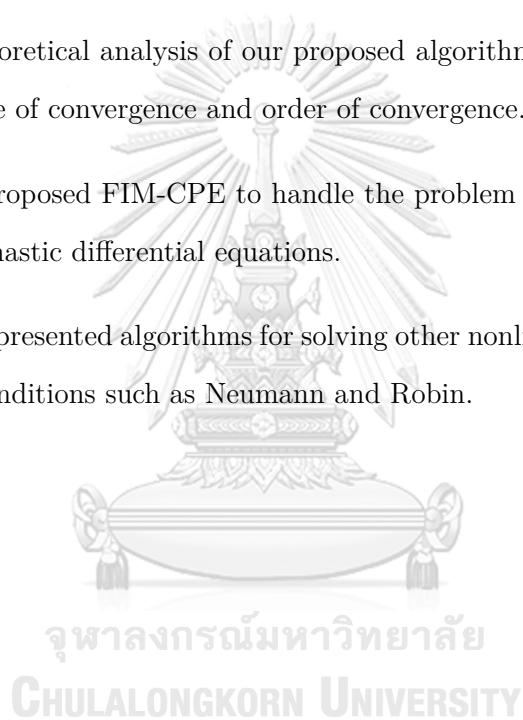 oretical analysis of our proposed algorithm
e of convergence and order of convergence.
roposed FIM-CPE to handle the problem
nastic differential equations.
presented algorithms for solving other nonli
nditions such as Neumann and Robin.
จุฬาลงกรณ์มหาวิทยาลัย
CHULALONGKORN UNIVERSITY